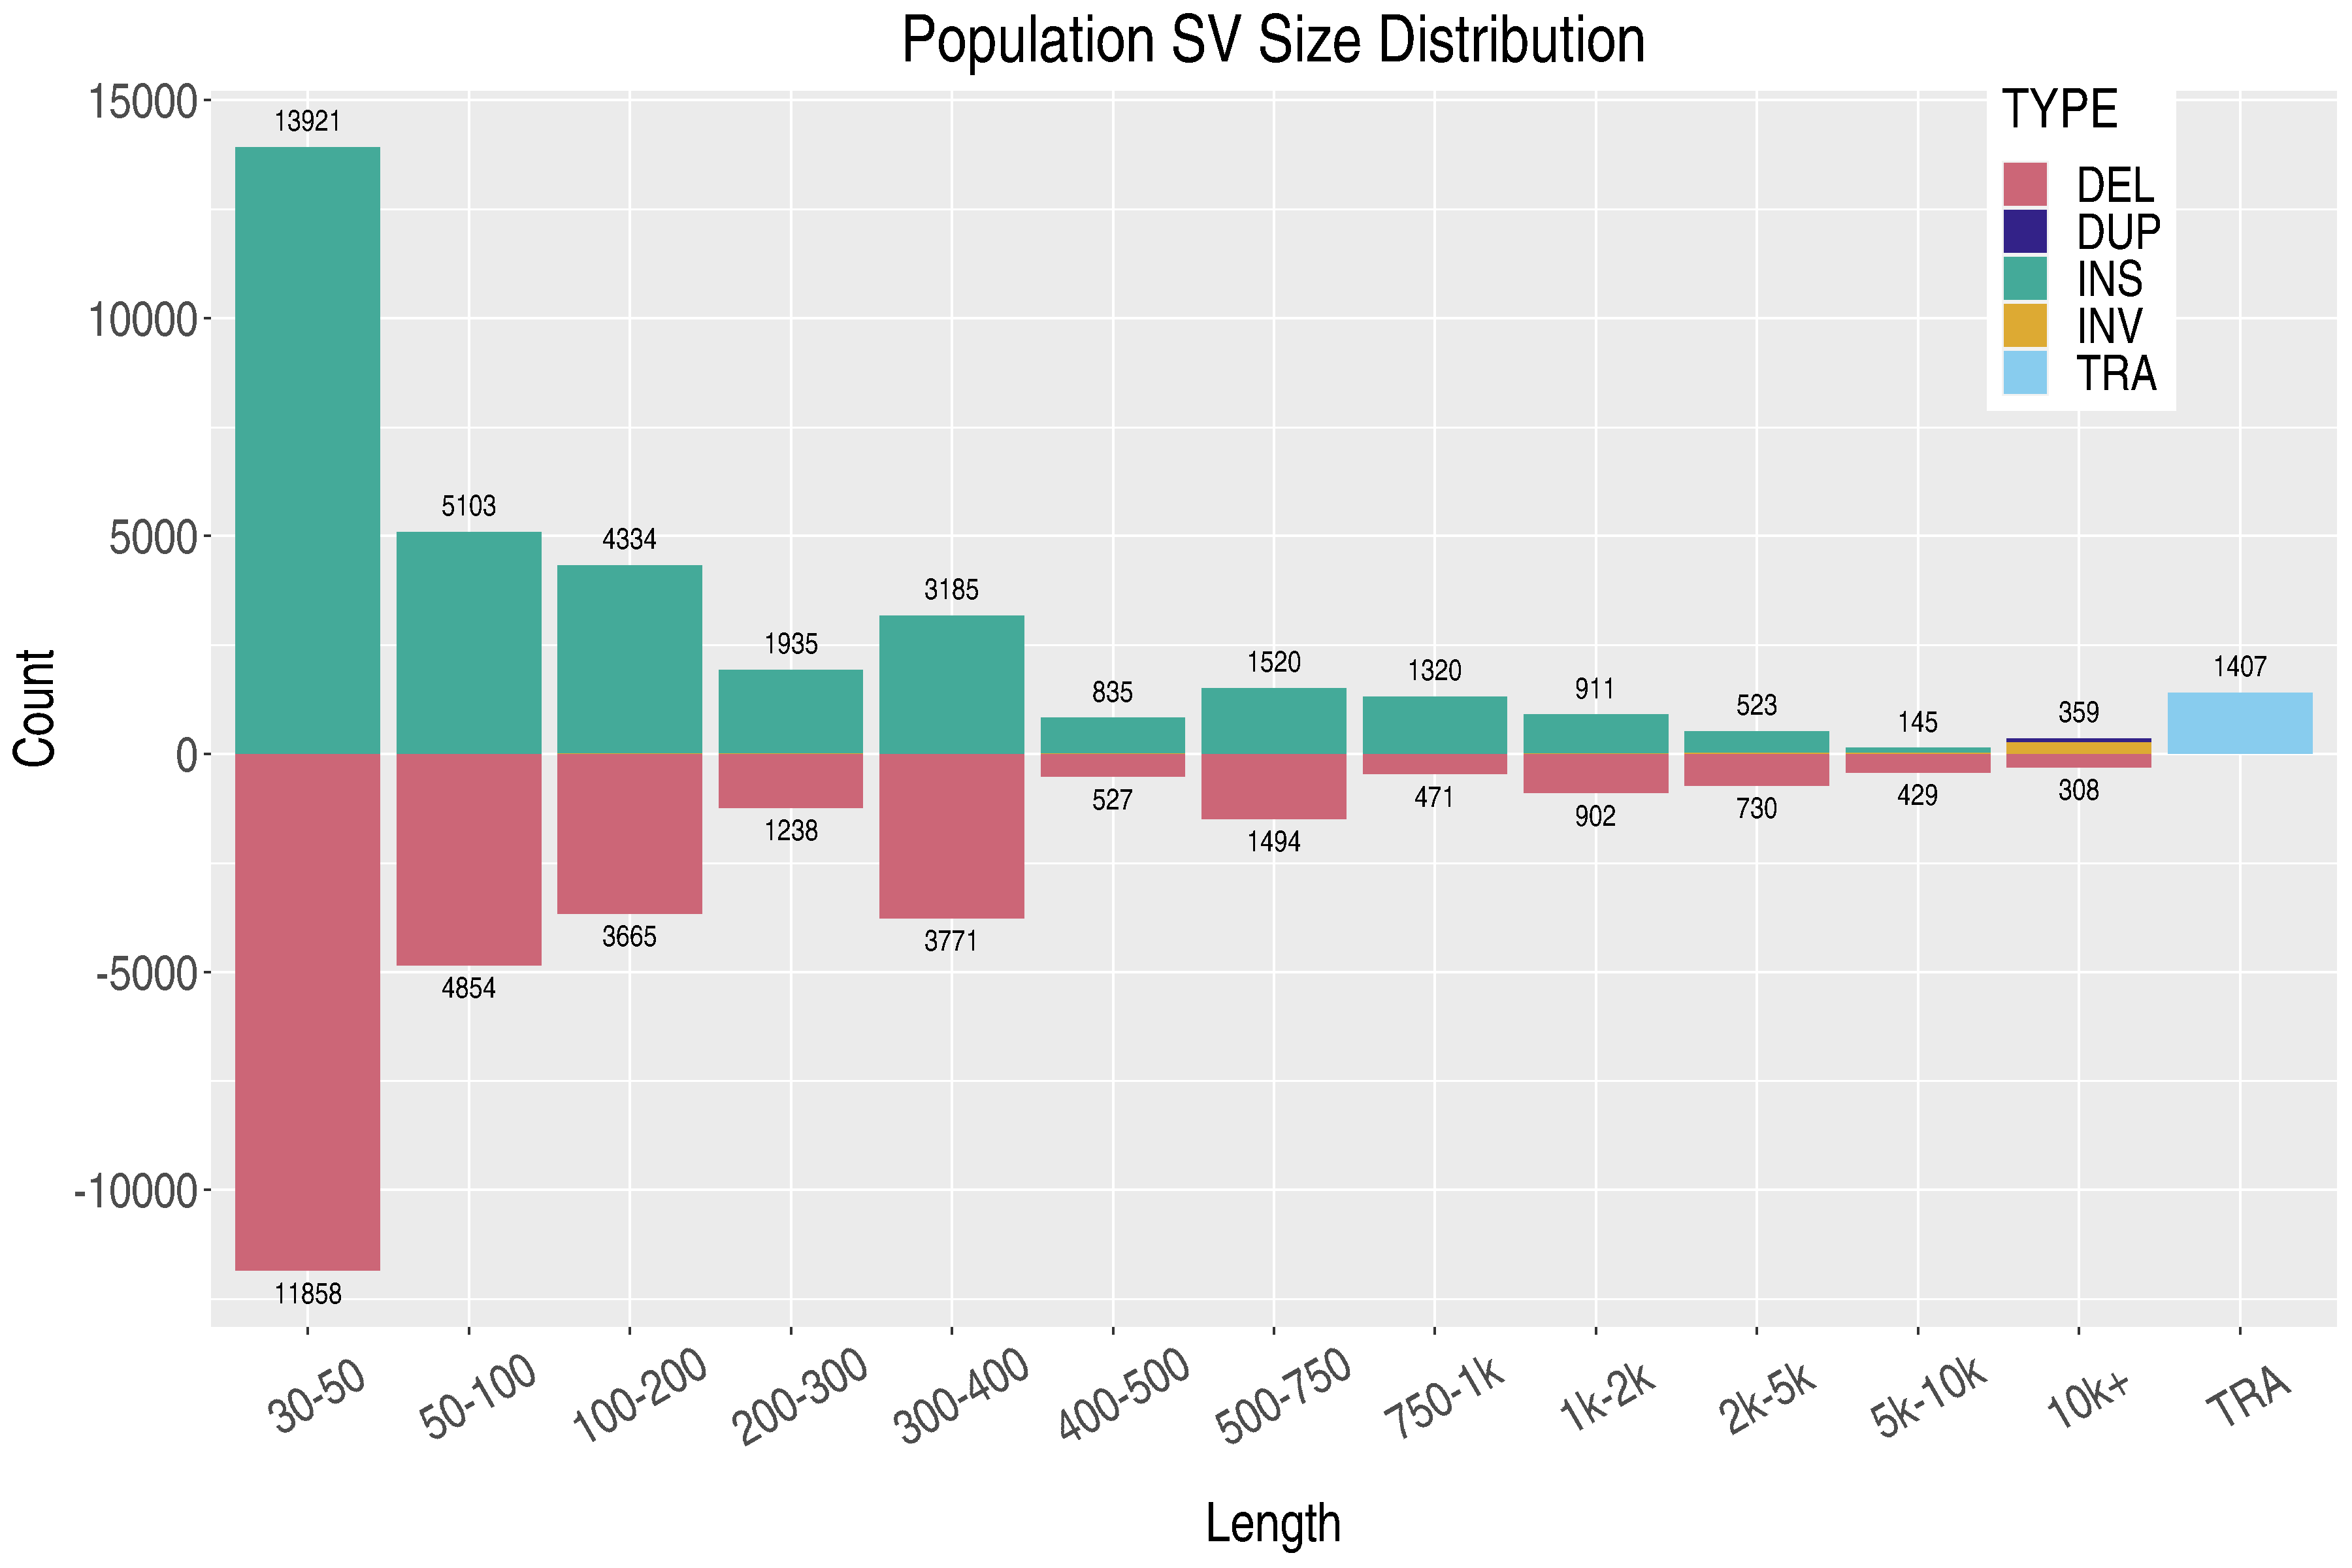 Population SV Size Distribution
TYPE
DEL
DUP
INS
INV
TRA
Count
15000
10000
5000
0
-5000
-10000
13921
5103
4334
1935
3185
835
1520
1320
911
523
145
359
1407
11858
4854
3665
1238
3771
527
1494
471
902
730
429
308
30-50
50-100
100-200
200-300
300-400
400-500
500-750
750-1k
1k-2k
2k-5k
5k-10k
10k+
TRA
Length